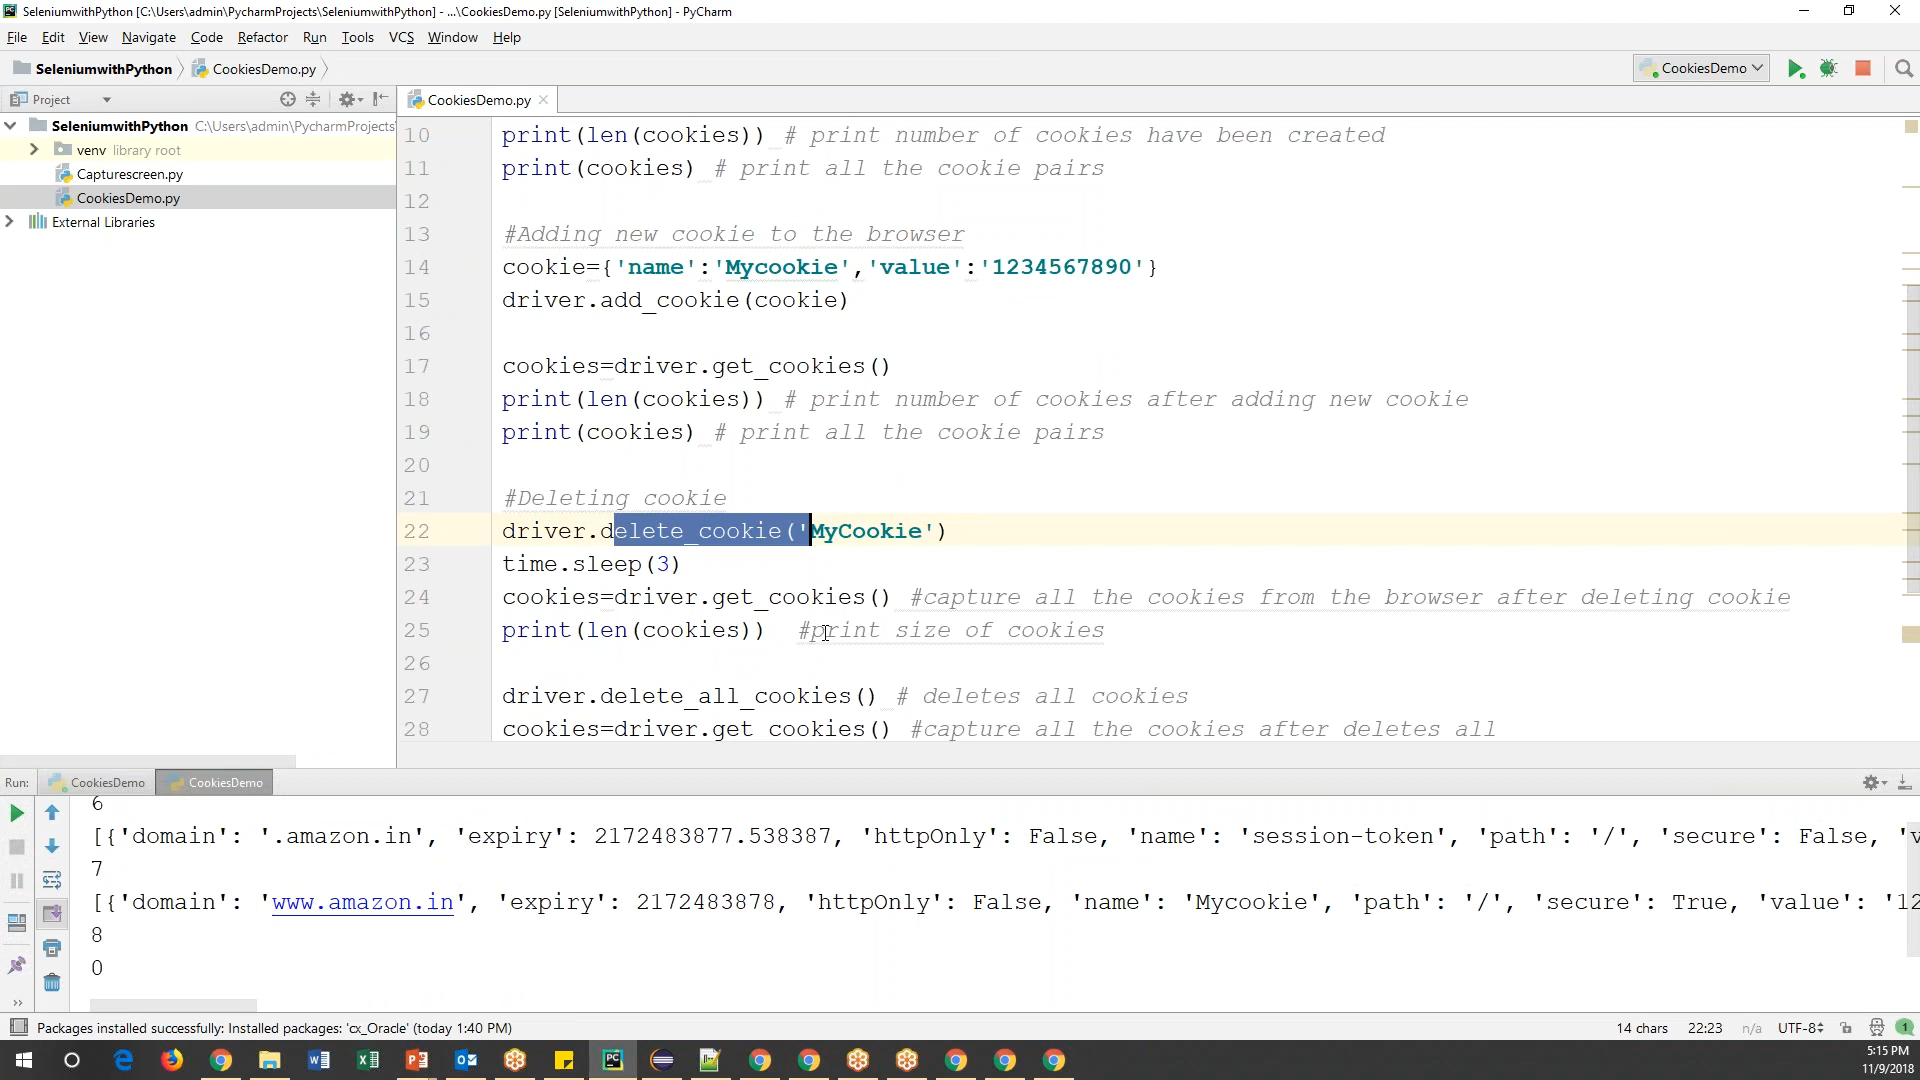 SeleniumwithPython [C:\Users\admin\PycharmProjects\SeleniumwithPython] - ...\CookiesDemo.py [SeleniumwithPython] - PyCharm
File Edit View Navigate Code Refactor Run Tools VCS Window Help
SeleniumwithPython CookiesDemo.py CookiesDemo
Project CookiesDemo.py
SeleniumwithPython C:\Users\admin\PycharmProjects
venv library root
Capturescreen.py
CookiesDemo.py
External Libraries
10 print(len(cookies)) # print number of cookies have been created
11 print(cookies) # print all the cookie pairs
12
13 #Adding new cookie to the browser
14 cookie={'name':'Mycookie','value':'1234567890'}
15 driver.add_cookie(cookie)
16
17 cookies=driver.get_cookies()
18 print(len(cookies)) # print number of cookies after adding new cookie
19 print(cookies) # print all the cookie pairs
20
21 #Deleting cookie
22 driver.delete_cookie('MyCookie')
23 time.sleep(3)
24 cookies=driver.get_cookies() #capture all the cookies from the browser after deleting cookie
25 print(len(cookies)) #print size of cookies
26
27 driver.delete_all_cookies() # deletes all cookies
28 cookies=driver.get_cookies() #capture all the cookies after deletes all
Run: CookiesDemo CookiesDemo
6
[{'domain': '.amazon.in', 'expiry': 2172483877.538387, 'httpOnly': False, 'name': 'session-token', 'path': '/', 'secure': False, 'v
7
[{'domain': 'www.amazon.in', 'expiry': 2172483878, 'httpOnly': False, 'name': 'Mycookie', 'path': '/', 'secure': True, 'value': '12
8
0
Packages installed successfully: Installed packages: 'cx_Oracle' (today 1:40 PM) 14 chars 22:23 n/a UTF-8 1
5:15 PM
11/9/2018